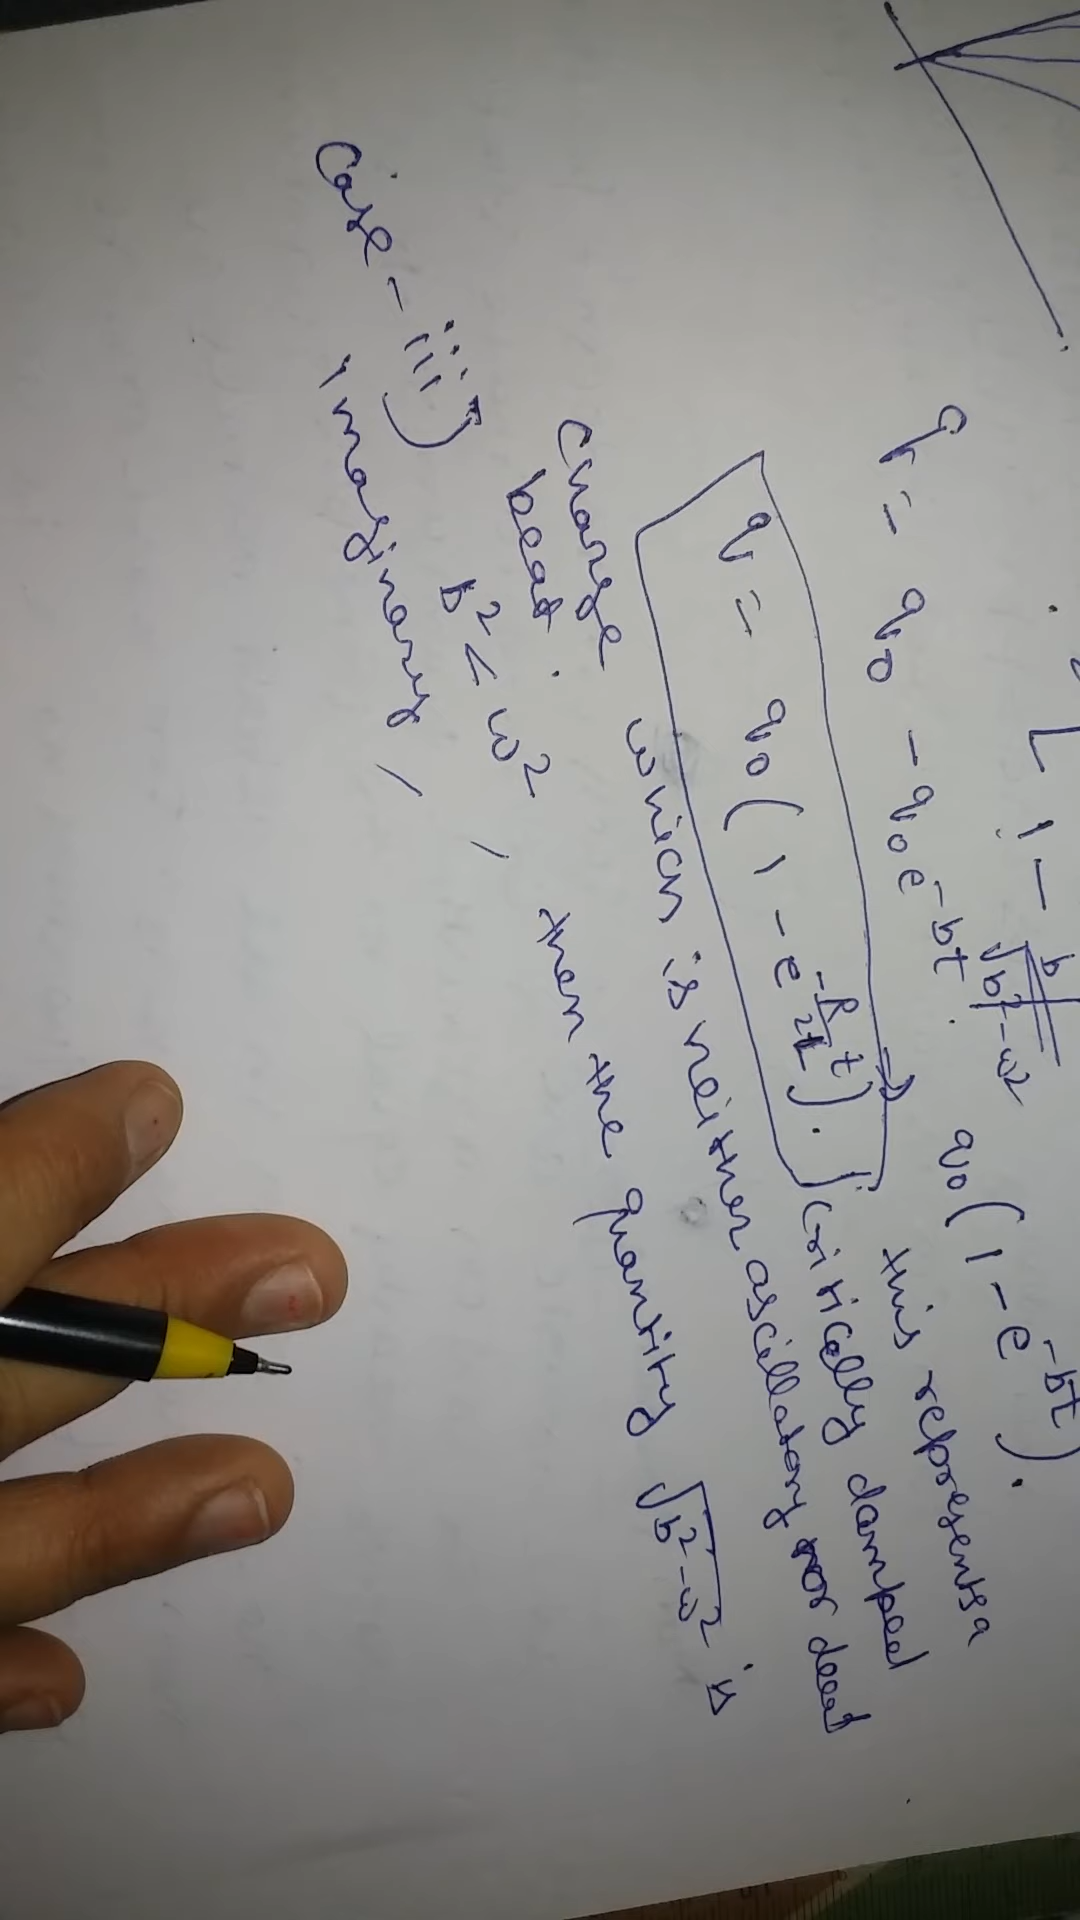 [ 1 - b/√b²-ω²
q = q₀ - q₀e^-bt . q₀(1-e^-bt).
q = q₀(1-e^-R/2L t). this represents a
critically damped
charge which is neither ascillatory nor dead
beat.
Case-iii) b² < ω², then the quantity √b²-ω² is
imaginary,